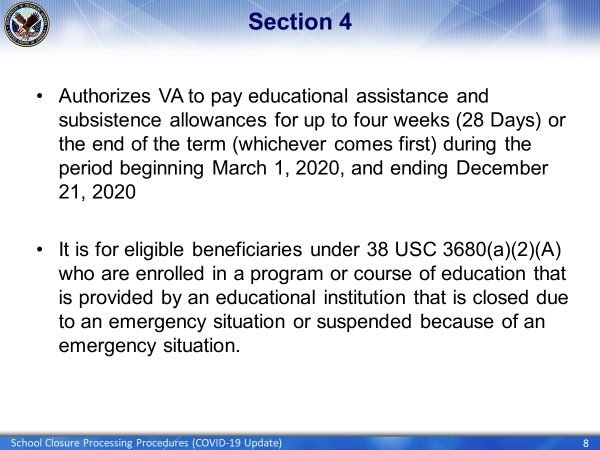 Section 4
• Authorizes VA to pay educational assistance and
subsistence allowances for up to four weeks (28 Days) or
the end of the term (whichever comes first) during the
period beginning March 1, 2020, and ending December
21, 2020
• It is for eligible beneficiaries under 38 USC 3680(a)(2)(A)
who are enrolled in a program or course of education that
is provided by an educational institution that is closed due
to an emergency situation or suspended because of an
emergency situation.
School Closure Processing Procedures (COVID-19 Update)
8